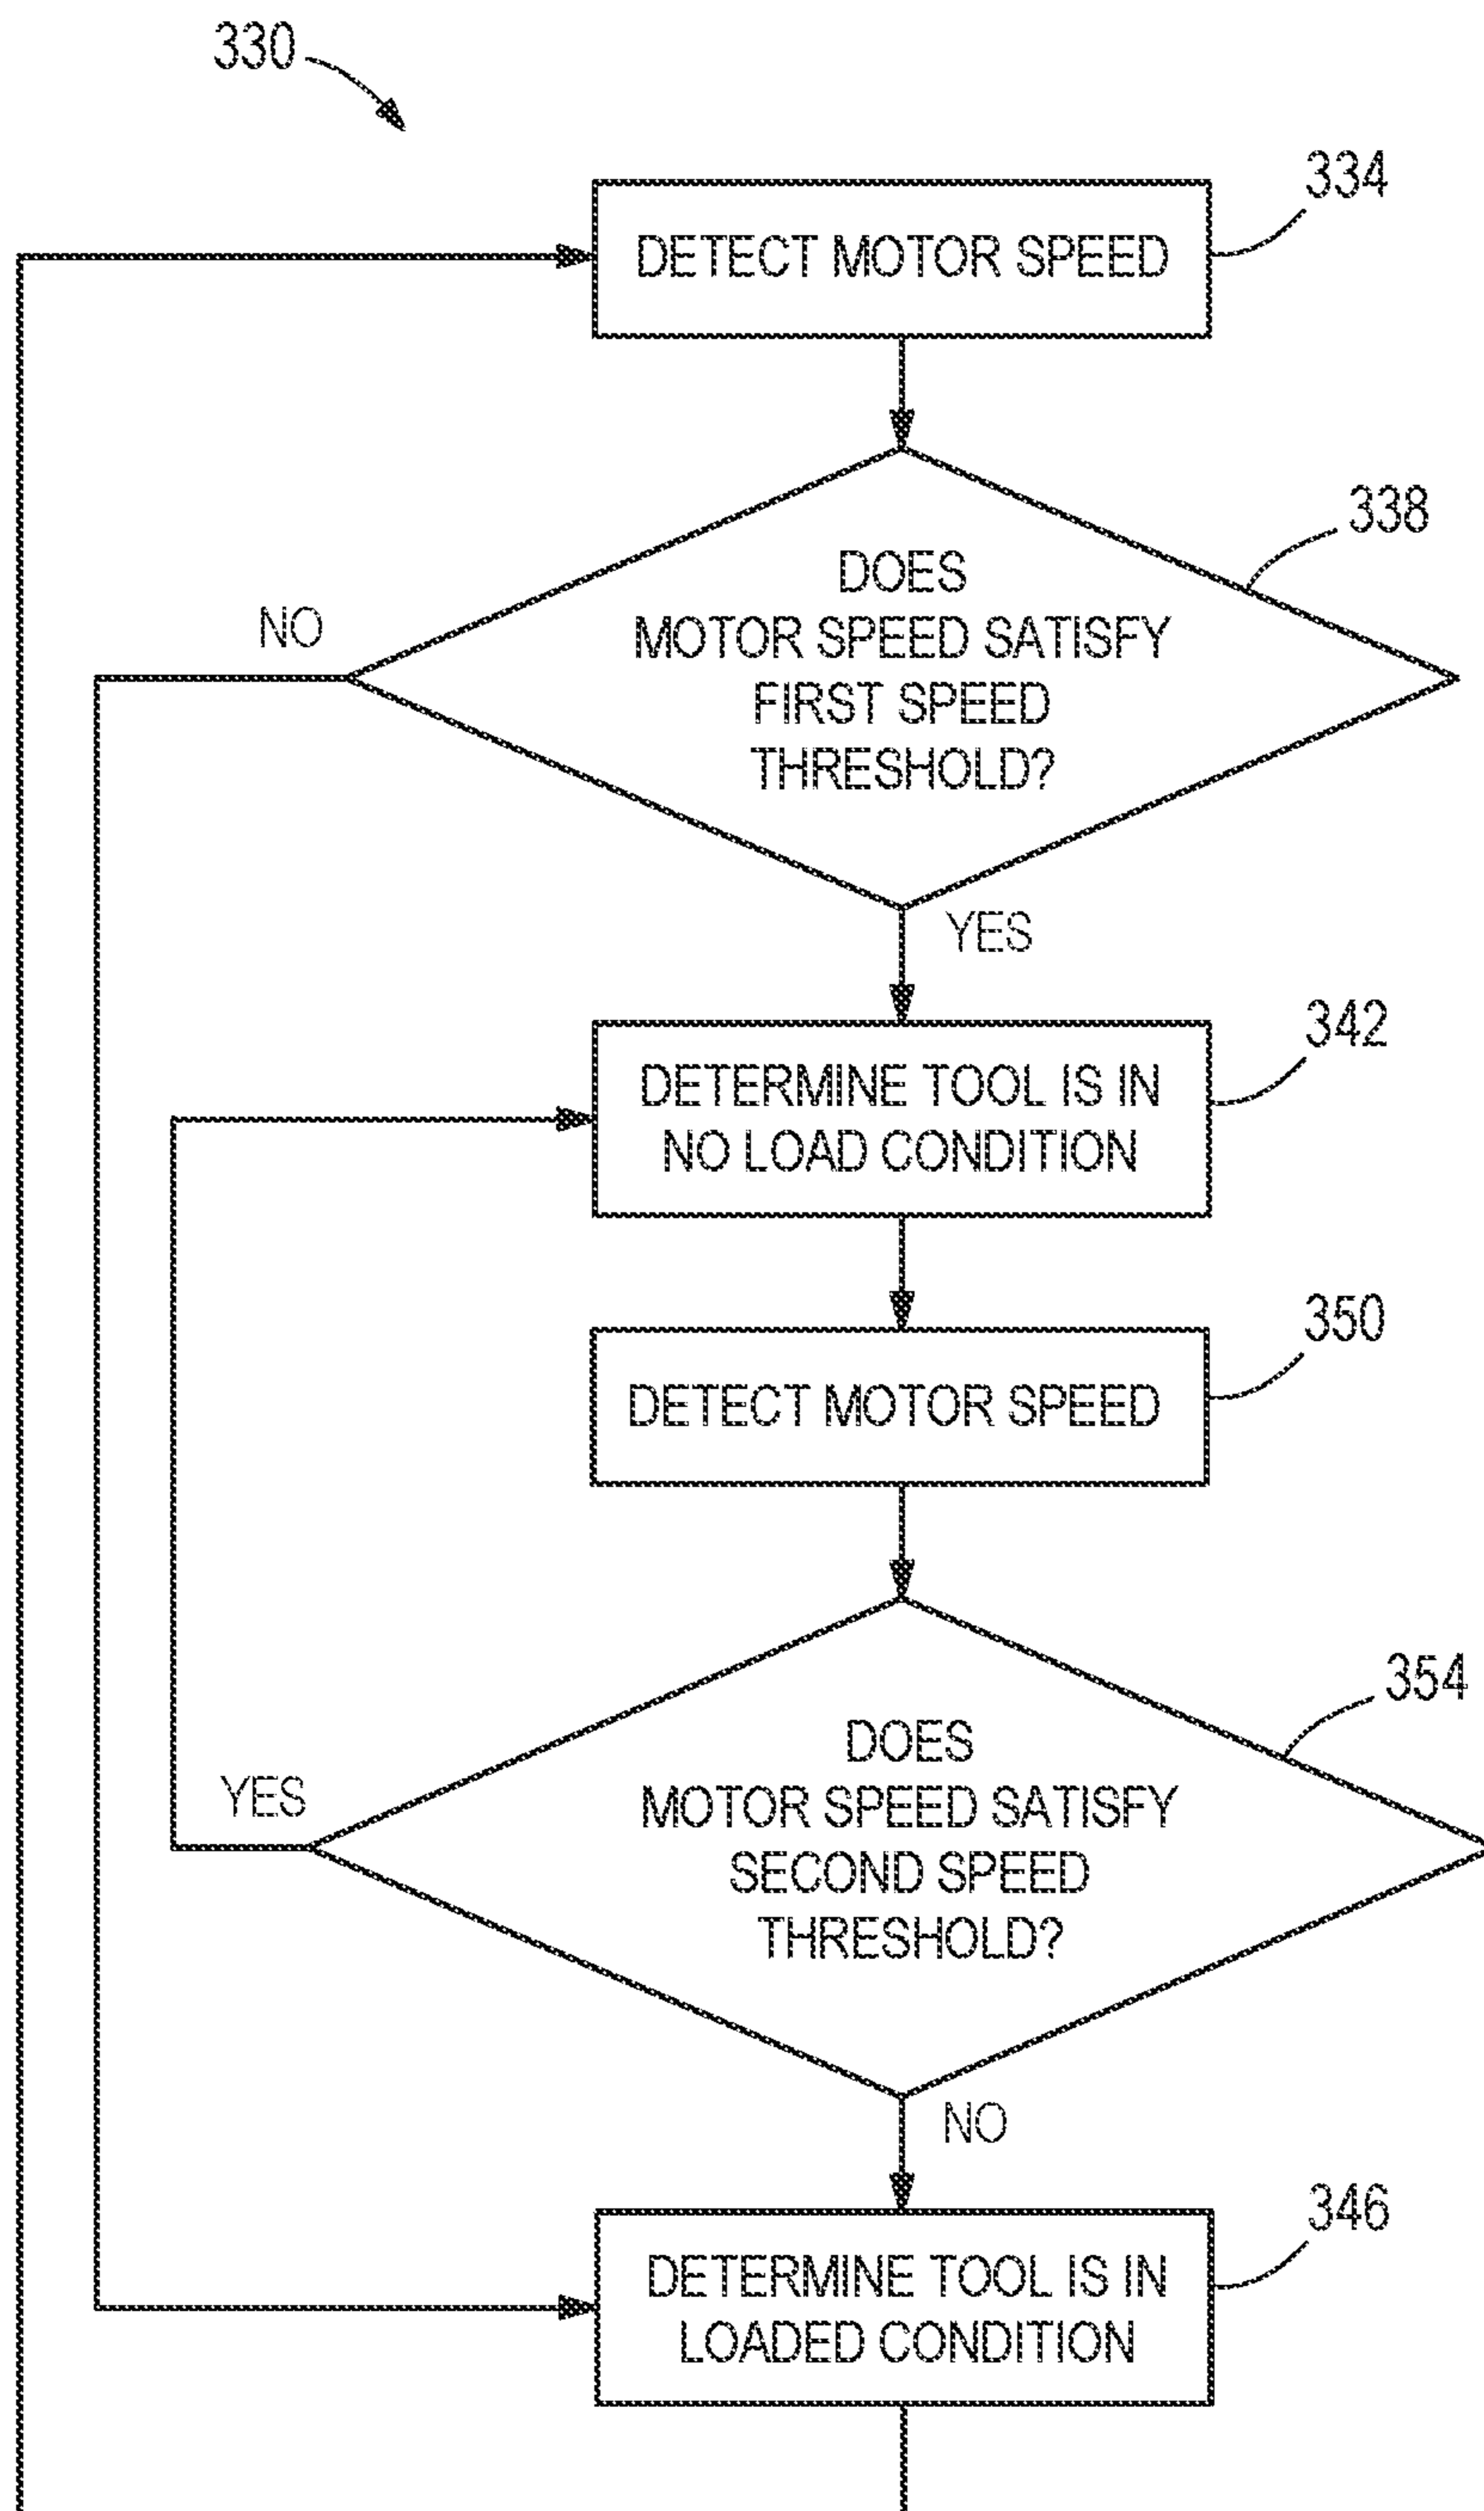 330
334
DETECT MOTOR SPEED
338
DOES
MOTOR SPEED SATISFY
FIRST SPEED
THRESHOLD?
NO
YES
342
DETERMINE TOOL IS IN
NO LOAD CONDITION
350
DETECT MOTOR SPEED
354
DOES
MOTOR SPEED SATISFY
SECOND SPEED
THRESHOLD?
YES
NO
346
DETERMINE TOOL IS IN
LOADED CONDITION